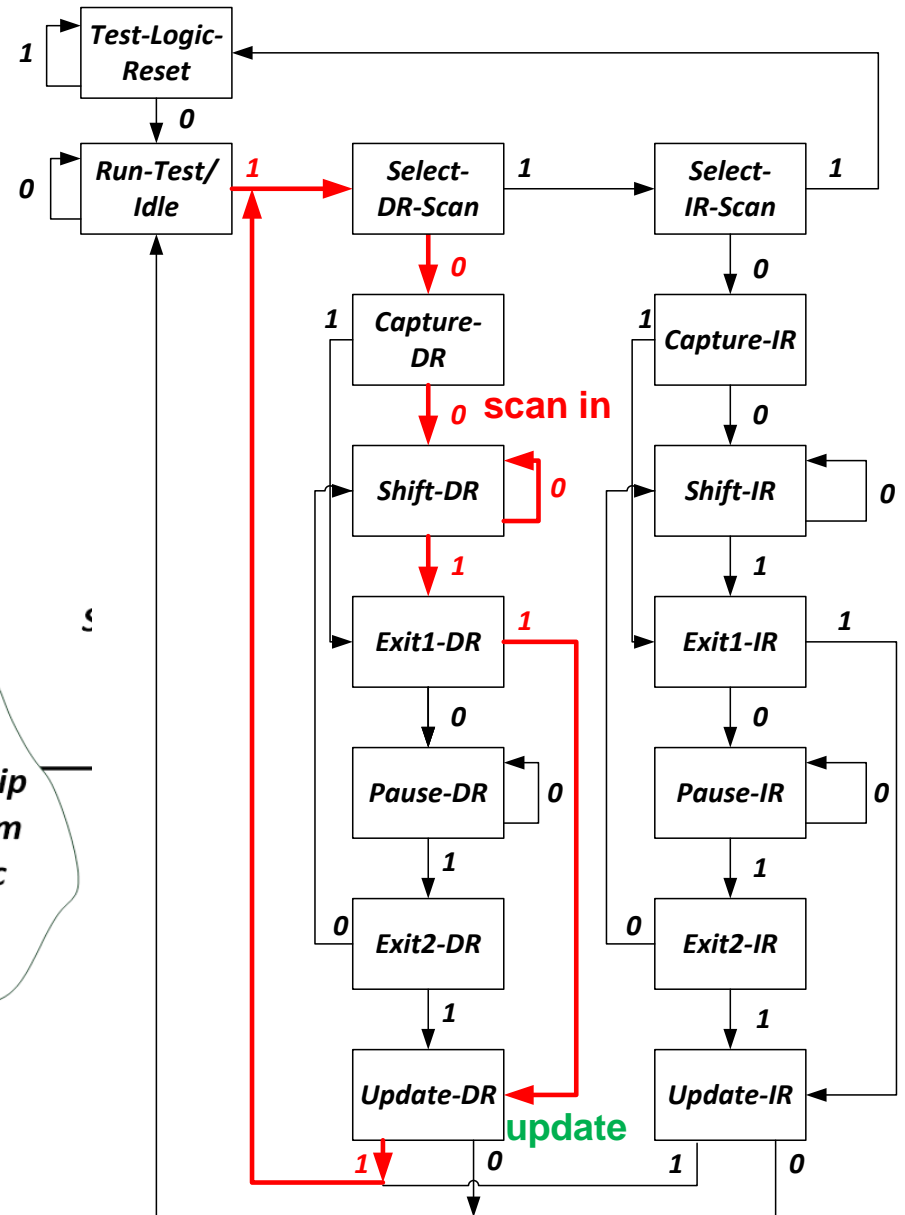 Test-Logic-
Reset
1
0
Run-Test/
Idle
0
1
Select-
DR-Scan
1
Select-
IR-Scan
1
0
0
Capture-
DR
1
Capture-IR
1
0
scan in
0
Shift-DR
0
Shift-IR
0
1
1
Exit1-DR
1
Exit1-IR
1
0
0
Pause-DR
0
Pause-IR
0
1
1
Exit2-DR
0
Exit2-IR
0
1
1
Update-DR
Update-IR
update
1
0
1
0
ip
m
c